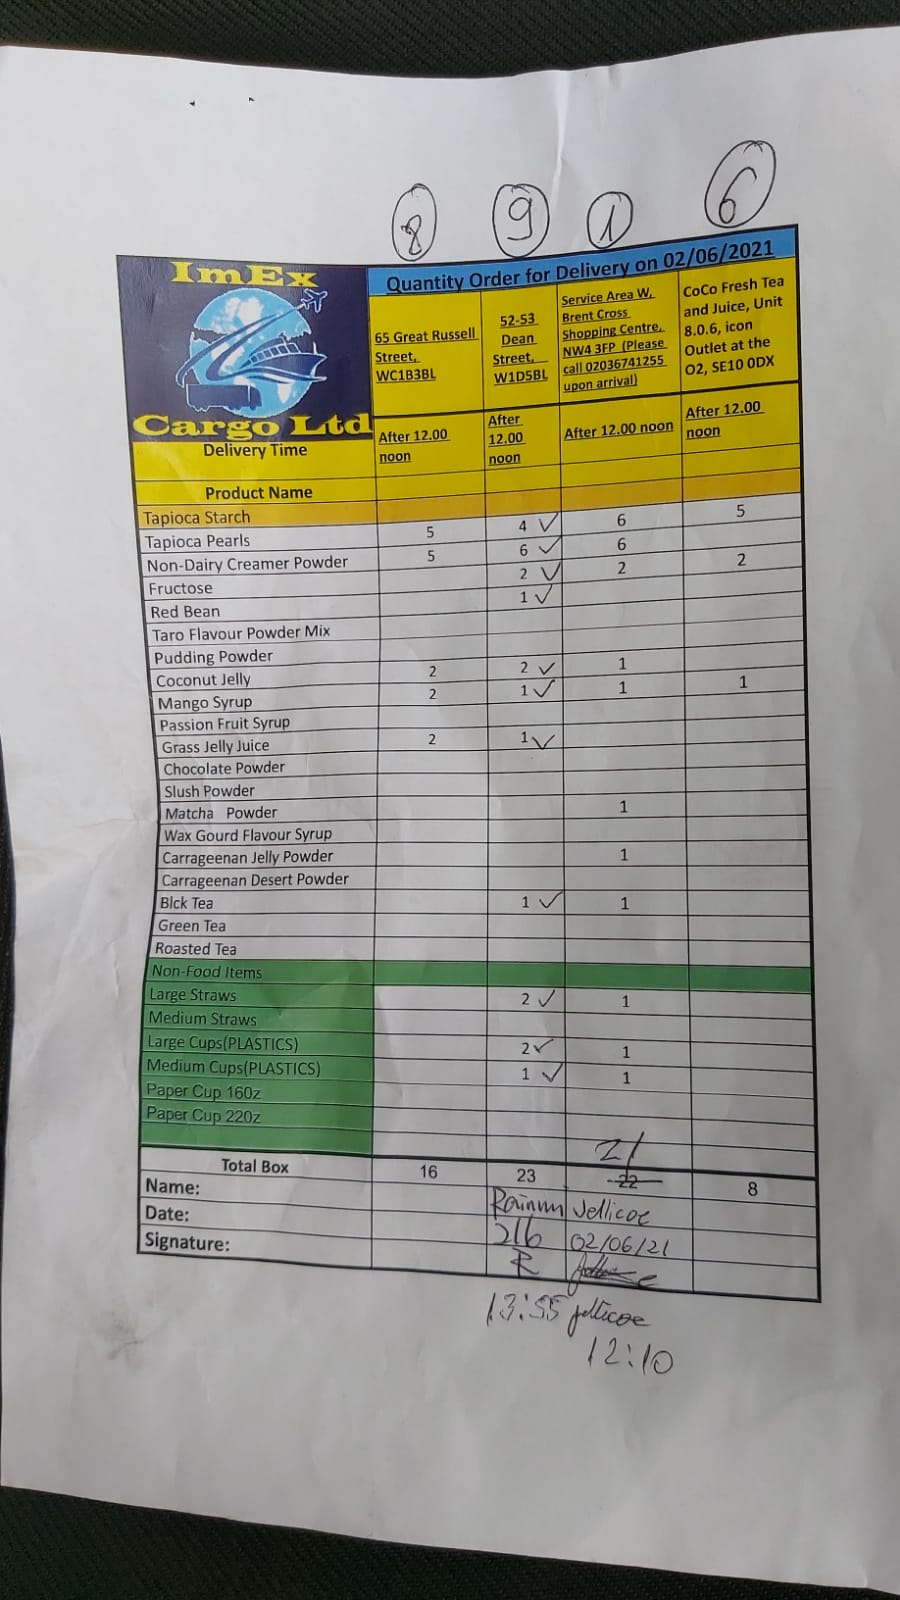 8 9 1 6
ImEx
Cargo Ltd
Quantity Order for Delivery on 02/06/2021
65 Great Russell
Street,
WC1B3BL
52-53
Dean
Street,
W1D5BL
Service Area W,
Brent Cross
Shopping Centre,
NW4 3FP (Please
call 02036741255
upon arrival)
CoCo Fresh Tea
and Juice, Unit
8.0.6, icon
Outlet at the
O2, SE10 0DX
Delivery Time
After 12.00
noon
After
12.00
noon
After 12.00 noon
After 12.00
noon
Product Name
Tapioca Starch
Tapioca Pearls 5 4 6 5
Non-Dairy Creamer Powder 5 6 6
Fructose 2 2 2
Red Bean 1
Taro Flavour Powder Mix
Pudding Powder
Coconut Jelly 2 2 1
Mango Syrup 2 1 1 1
Passion Fruit Syrup
Grass Jelly Juice 2 1
Chocolate Powder
Slush Powder
Matcha Powder 1
Wax Gourd Flavour Syrup
Carrageenan Jelly Powder 1
Carrageenan Desert Powder
Blck Tea 1 1
Green Tea
Roasted Tea
Non-Food Items
Large Straws 2 1
Medium Straws
Large Cups(PLASTICS) 2 1
Medium Cups(PLASTICS) 1 1
Paper Cup 16oz
Paper Cup 22oz
21
Total Box 16 23 22 8
Name: Jellicoe
Date: 2/6 02/06/21
Signature: R
13:55 Jellicoe
12:10